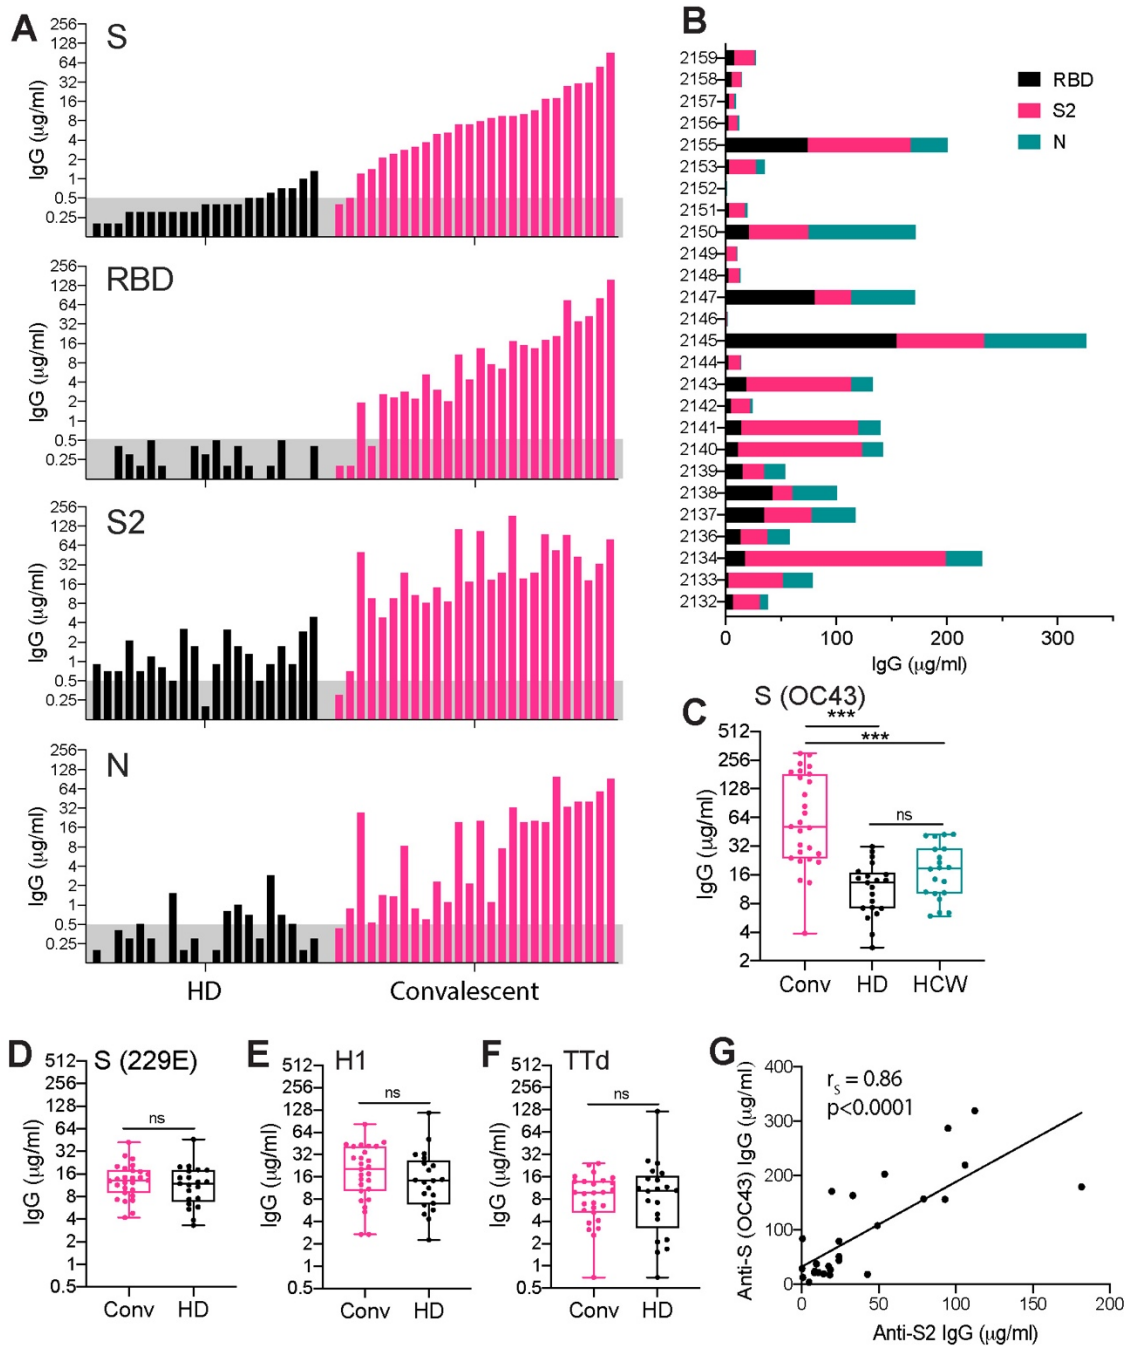 A
S
256
128
64
32
16
8
4
2
1
0.5
0.25
IgG (μg/ml)
RBD
256
128
64
32
16
8
4
2
1
0.5
0.25
IgG (μg/ml)
S2
256
128
64
32
16
8
4
2
1
0.5
0.25
IgG (μg/ml)
N
256
128
64
32
16
8
4
2
1
0.5
0.25
IgG (μg/ml)
HD Convalescent
B
2159
2158
2157
2156
2155
2153
2152
2151
2150
2149
2148
2147
2146
2145
2144
2143
2142
2141
2140
2139
2138
2137
2136
2134
2133
2132
RBD
S2
N
0 100 200 300
IgG (μg/ml)
C
S (OC43)
***
***
ns
512
256
128
64
32
16
8
4
2
IgG (μg/ml)
Conv HD HCW
D
S (229E)
ns
512
256
128
64
32
16
8
4
2
1
0.5
IgG (μg/ml)
Conv HD
E
H1
ns
512
256
128
64
32
16
8
4
2
1
0.5
IgG (μg/ml)
Conv HD
F
TTd
ns
512
256
128
64
32
16
8
4
2
1
0.5
IgG (μg/ml)
Conv HD
G
rS = 0.86
p<0.0001
400
300
200
100
0
Anti-S (OC43) IgG (μg/ml)
0 50 100 150 200
Anti-S2 IgG (μg/ml)